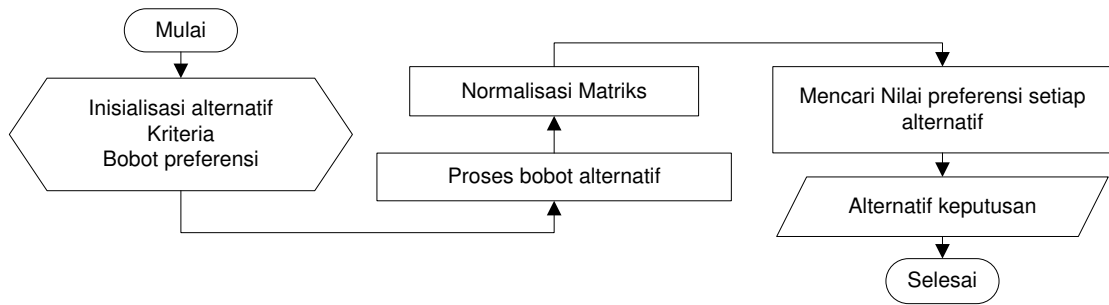 Mulai
Inisialisasi alternatif
Kriteria
Bobot preferensi
Proses bobot alternatif
Normalisasi Matriks
Mencari Nilai preferensi setiap
alternatif
Alternatif keputusan
Selesai